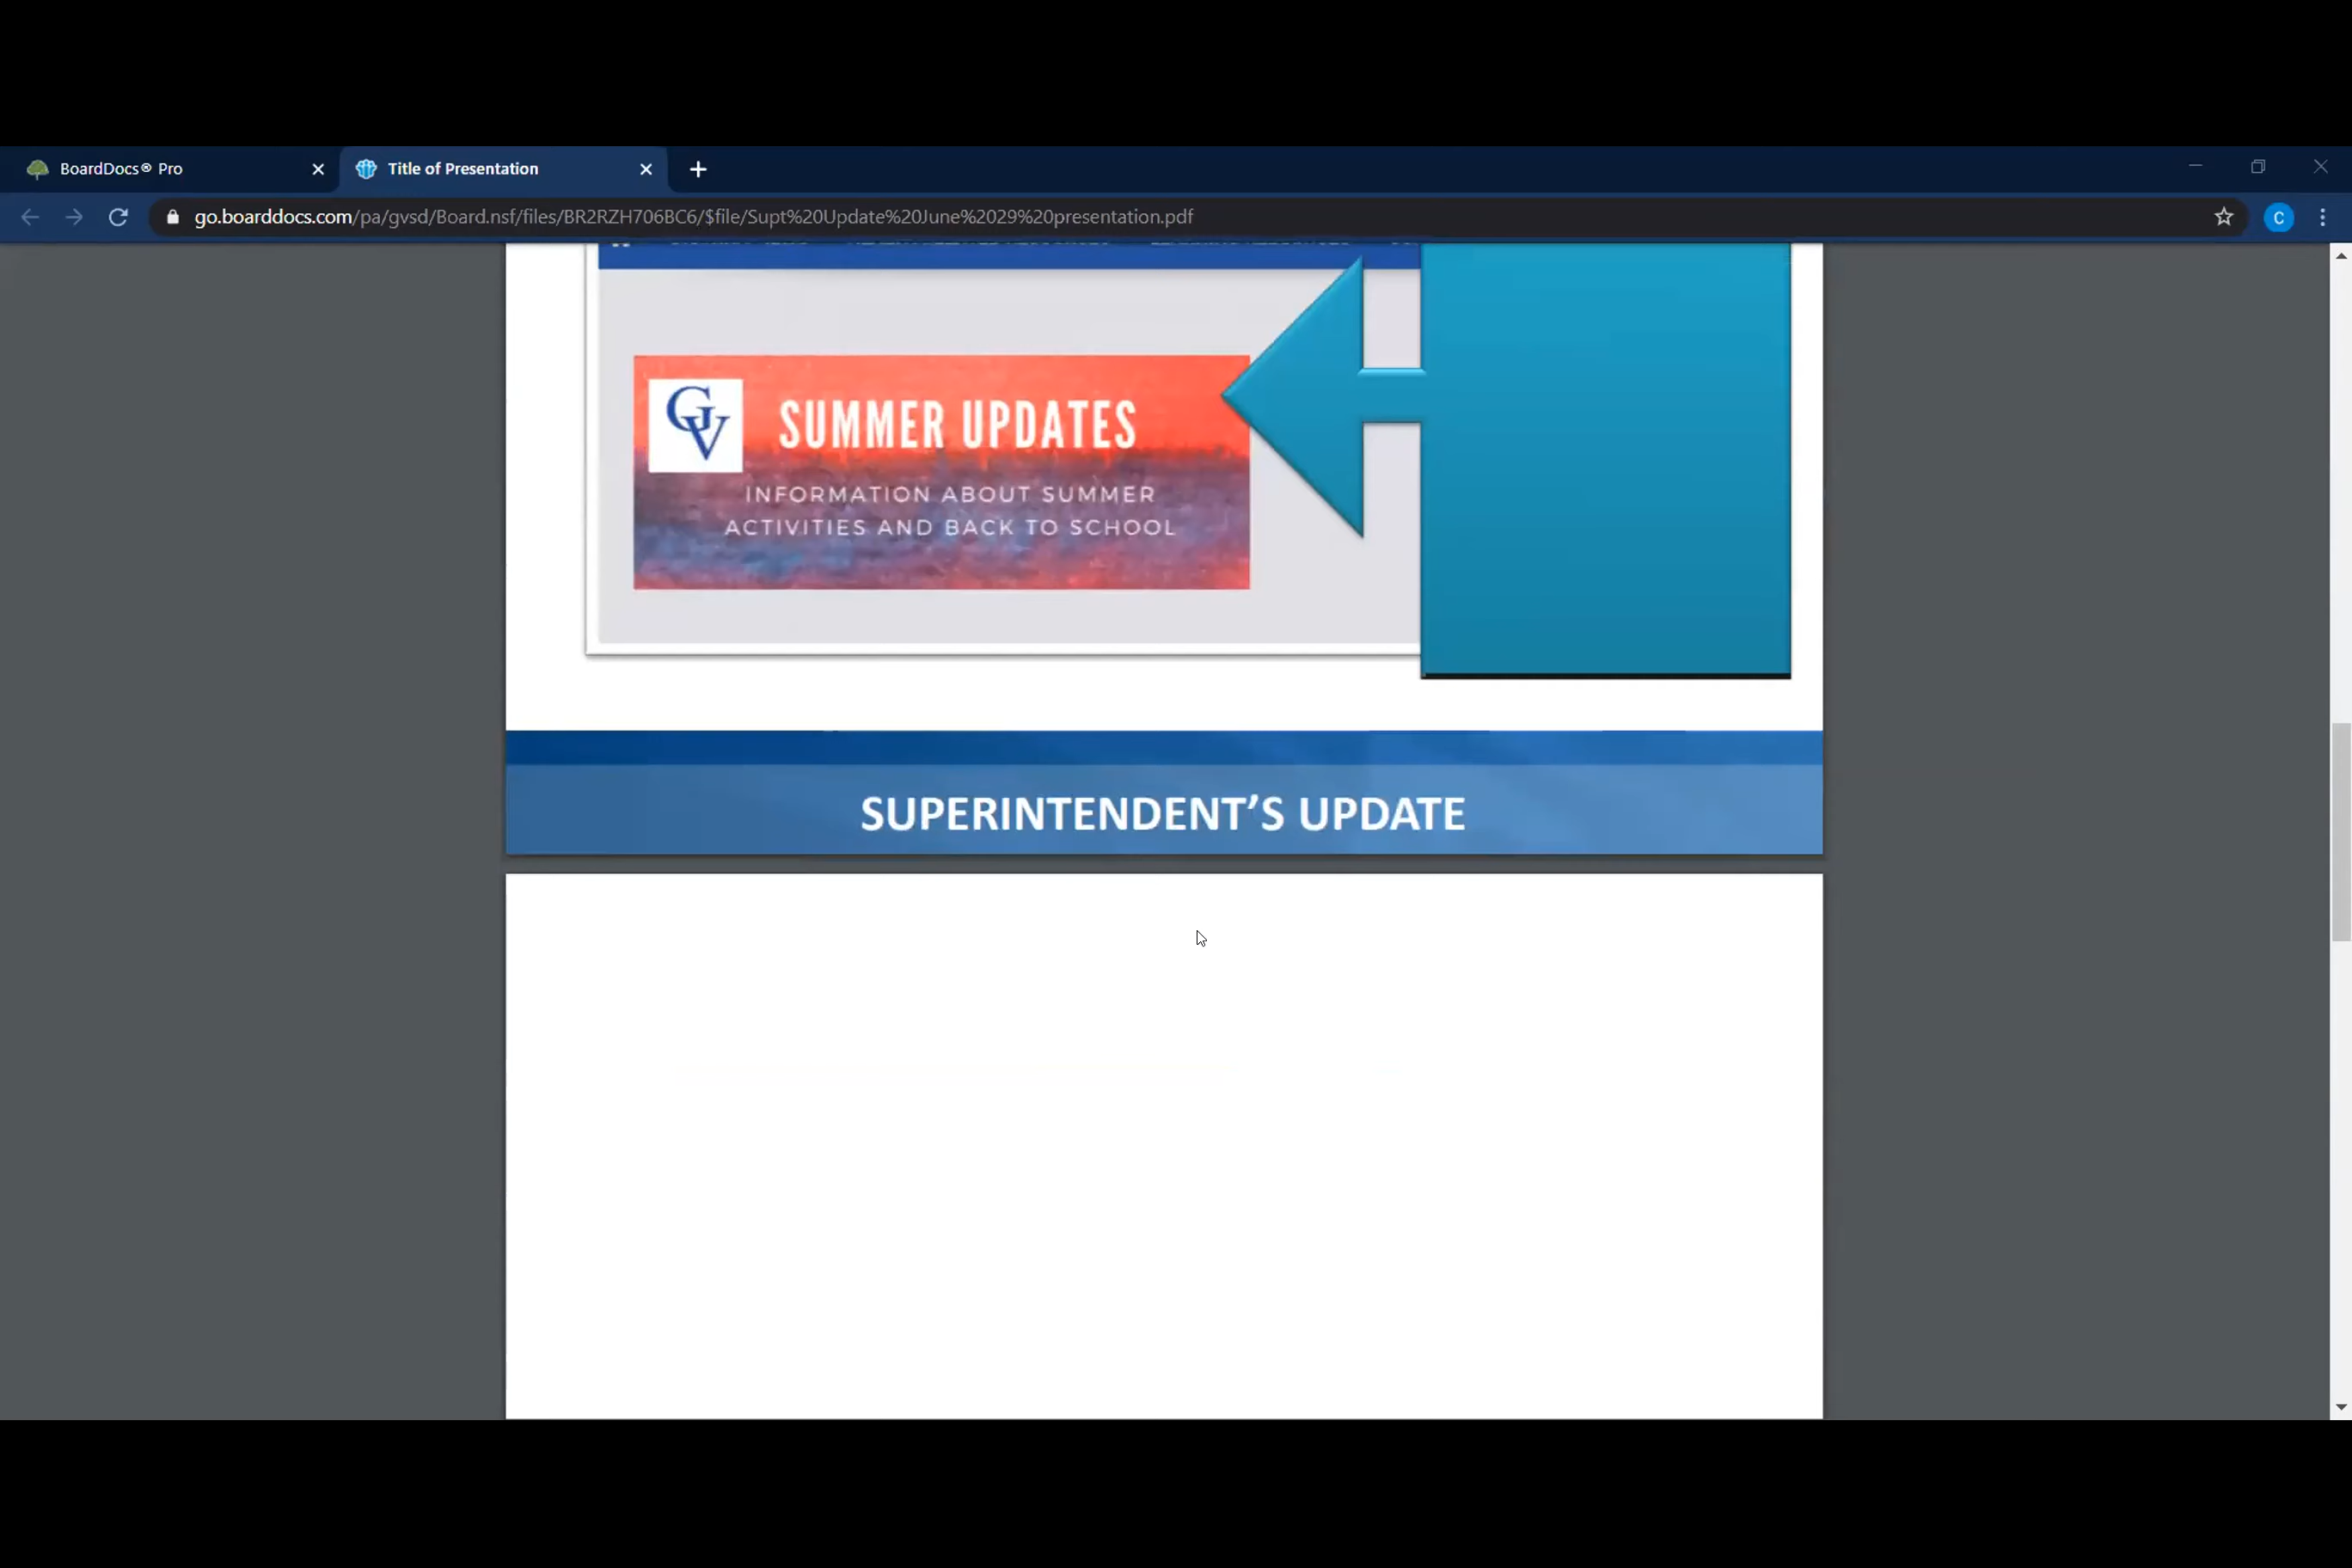 BoardDocs® Pro
Title of Presentation
go.boarddocs.com/pa/gvsd/Board.nsf/files/BR2RZH706BC6/$file/Supt%20Update%20June%2029%20presentation.pdf
C
GV
SUMMER UPDATES
INFORMATION ABOUT SUMMER
ACTIVITIES AND BACK TO SCHOOL
SUPERINTENDENT'S UPDATE